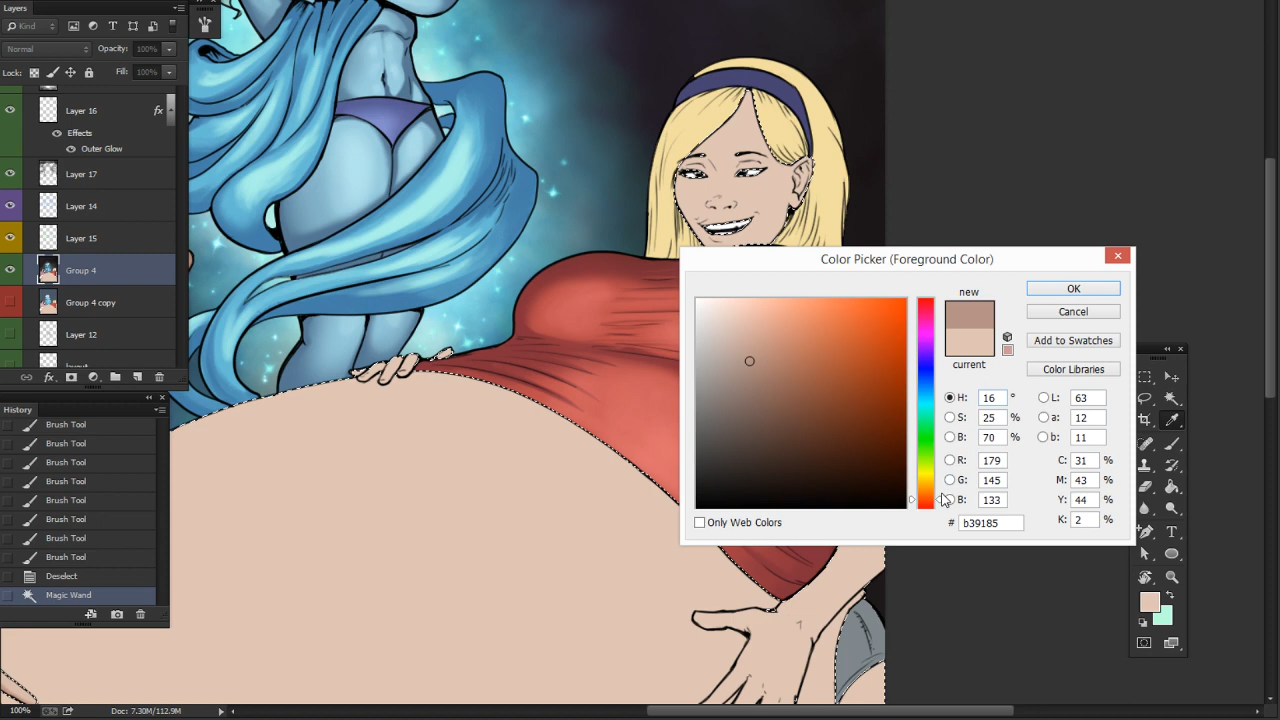 Layers
Kind
Normal
Opacity: 100%
Lock:
Fill: 100%
Layer 16
fx
Effects
Outer Glow
Layer 17
Layer 14
Layer 15
Group 4
Group 4 copy
Layer 12
fx
History
Brush Tool
Brush Tool
Brush Tool
Brush Tool
Brush Tool
Brush Tool
Brush Tool
Brush Tool
Deselect
Magic Wand
100%
Doc: 7.30M/112.9M
Color Picker (Foreground Color)
new
current
OK
Cancel
Add to Swatches
Color Libraries
H: 16 °
S: 25 %
B: 70 %
R: 179
G: 145
B: 133
# b39185
L: 63
a: 12
b: 11
C: 31 %
M: 43 %
Y: 44 %
K: 2 %
Only Web Colors
T
T